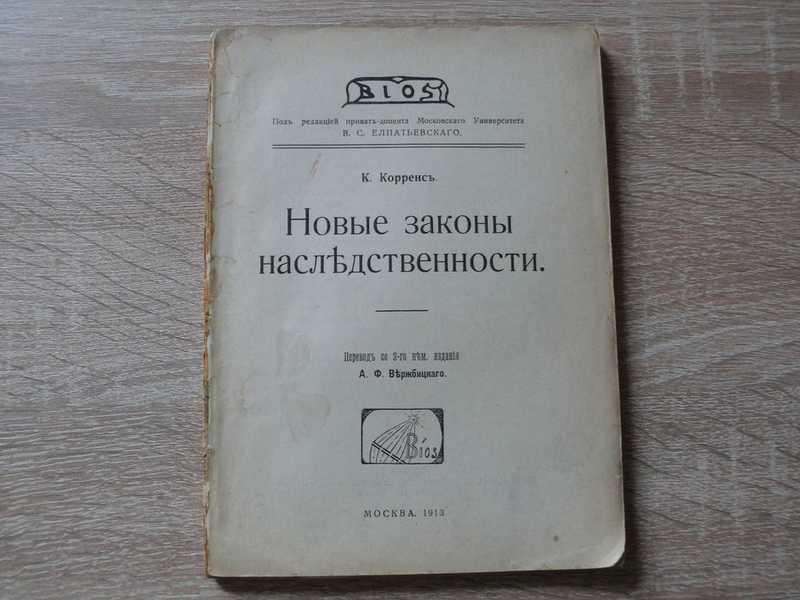 BIOS
Подъ редакціей приватъ-доцента Московскаго Университета
В. С. ЕЛПАТЬЕВСКАГО.
К. Корренсъ.
Новые законы
наслѣдственности.
Переводъ со 3-го нѣм. изданія
А. Ф. Вѣржбицкаго.
Bios
МОСКВА. 1913